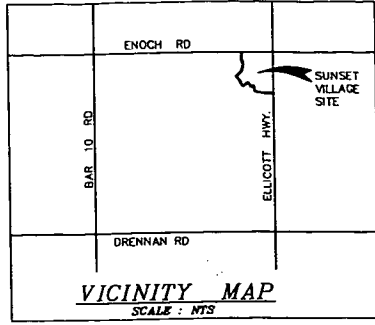 ENOCH RD
SUNSET
VILLAGE
SITE
BAR 10 RD
ELLICOTT HWY.
DRENNAN RD
VICINITY MAP
SCALE : NTS